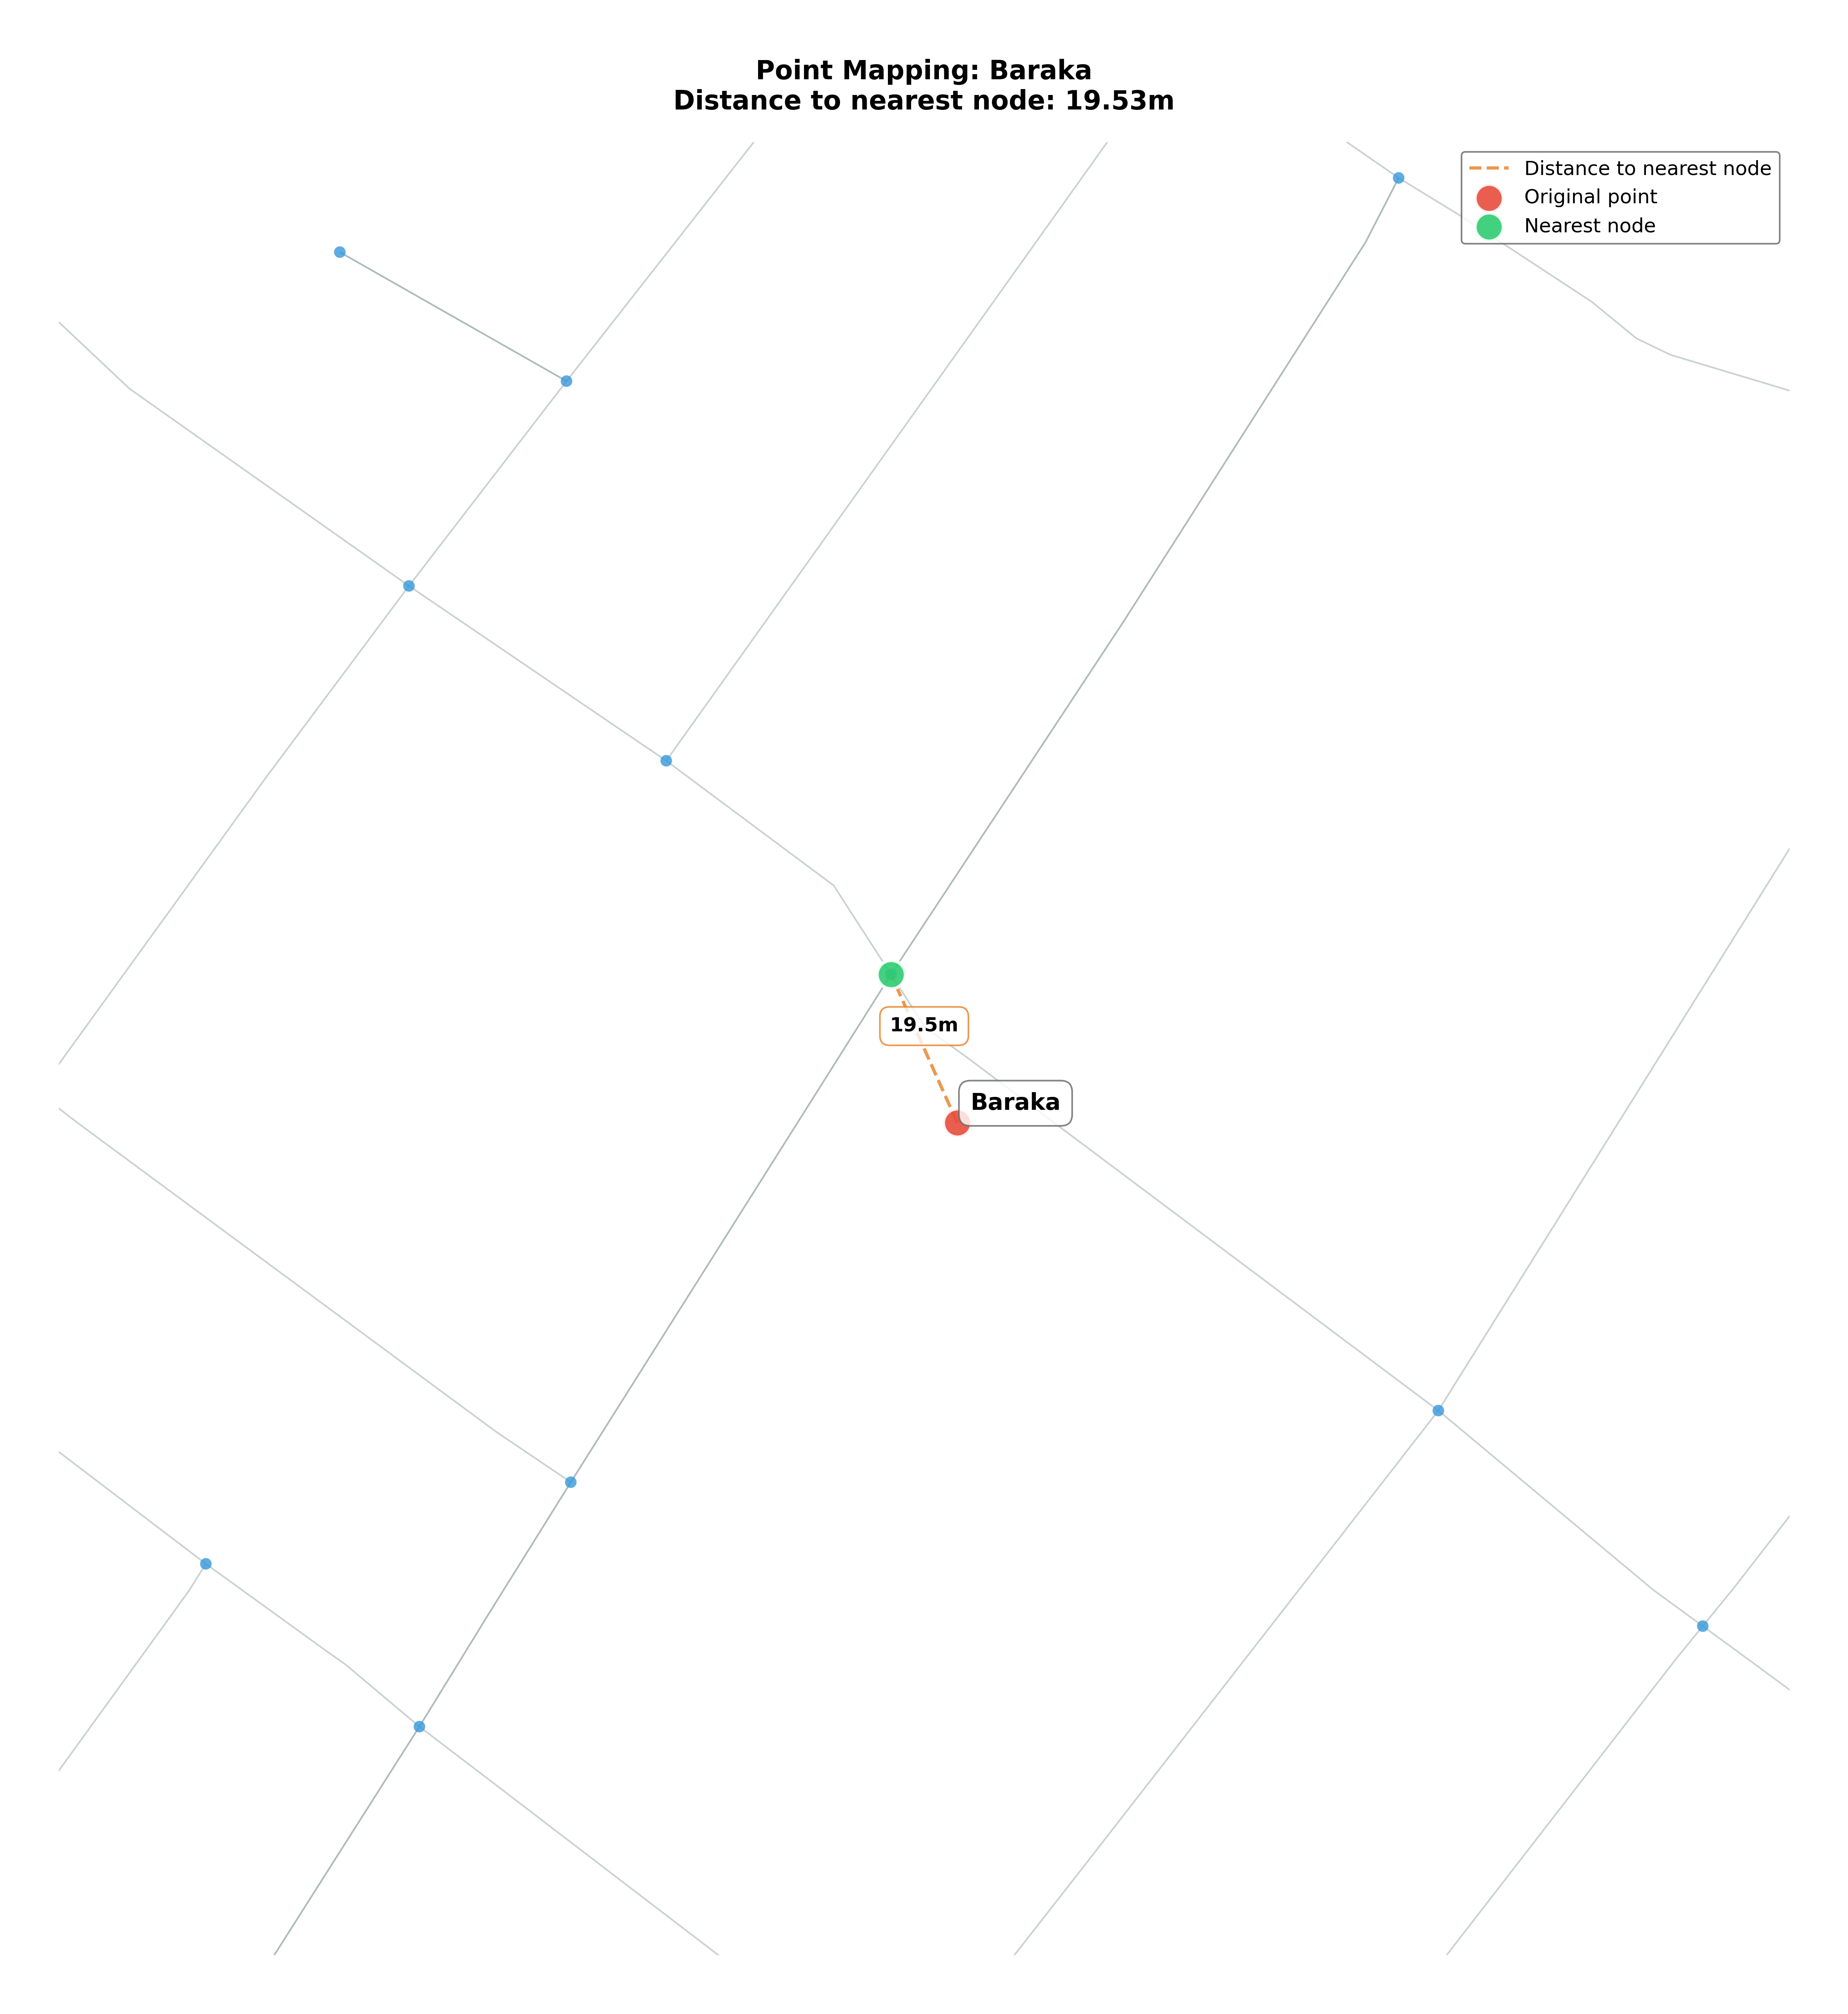 Point Mapping: Baraka
Distance to nearest node: 19.53m
Distance to nearest node
Original point
Nearest node
19.5m
Baraka